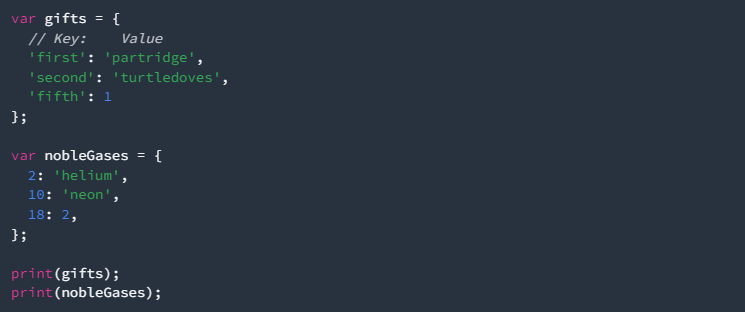 var gifts = {
  // Key:    Value
  'first': 'partridge',
  'second': 'turtledoves',
  'fifth': 1
};

var nobleGases = {
  2: 'helium',
  10: 'neon',
  18: 2,
};

print(gifts);
print(nobleGases);